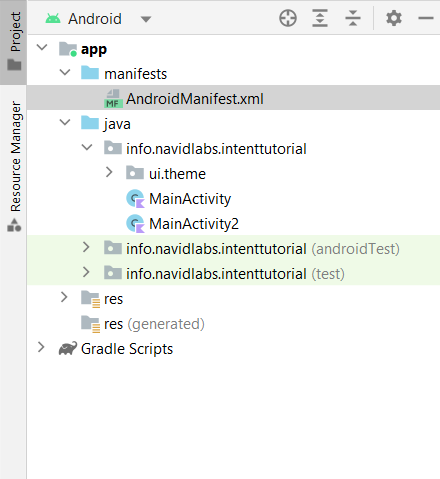 Project
Resource Manager
Android
app
manifests
MF AndroidManifest.xml
java
info.navidlabs.intenttutorial
ui.theme
C MainActivity
C MainActivity2
info.navidlabs.intenttutorial (androidTest)
info.navidlabs.intenttutorial (test)
res
res (generated)
Gradle Scripts